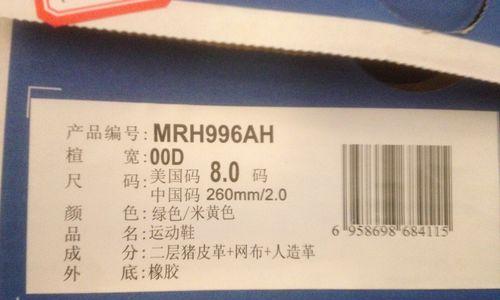 产品编号: MRH996AH
楦 宽: 00D
尺 码: 美国码 8.0 码
中国码 260mm/2.0
颜 色: 绿色/米黄色
品 名: 运动鞋
成 分: 二层猪皮革+网布+人造革
外 底: 橡胶
6 958698 684115